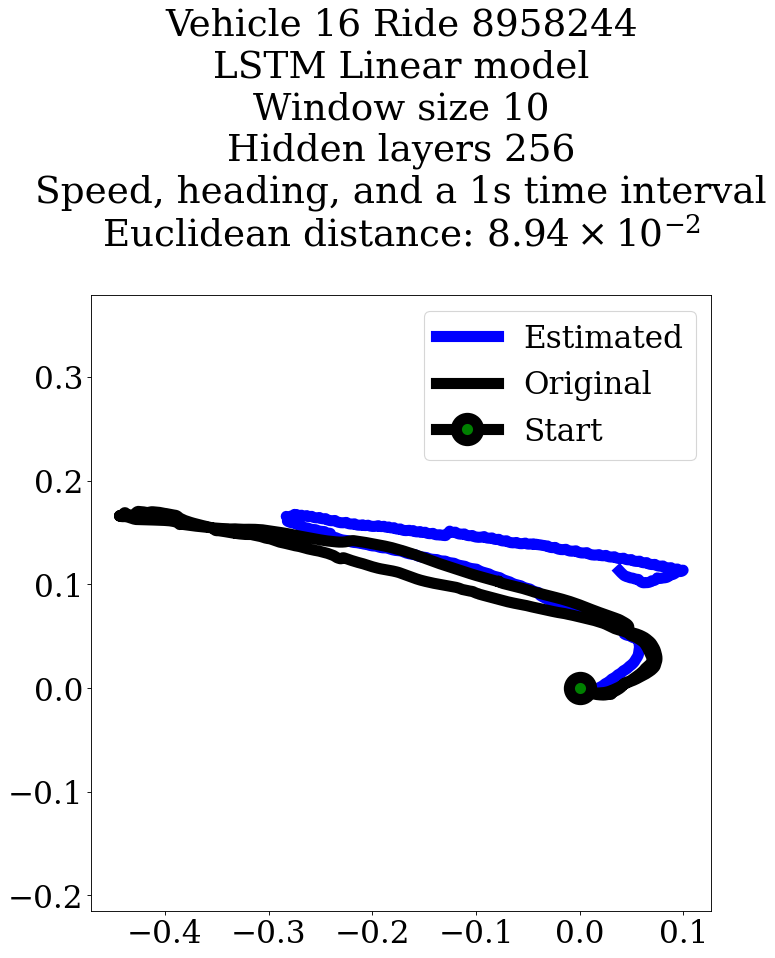 Vehicle 16 Ride 8958244
LSTM Linear model
Window size 10
Hidden layers 256
Speed, heading, and a 1s time interval
Euclidean distance: 8.94 × 10⁻²
Estimated
Original
Start
0.3
0.2
0.1
0.0
−0.1
−0.2
−0.4 −0.3 −0.2 −0.1 0.0 0.1